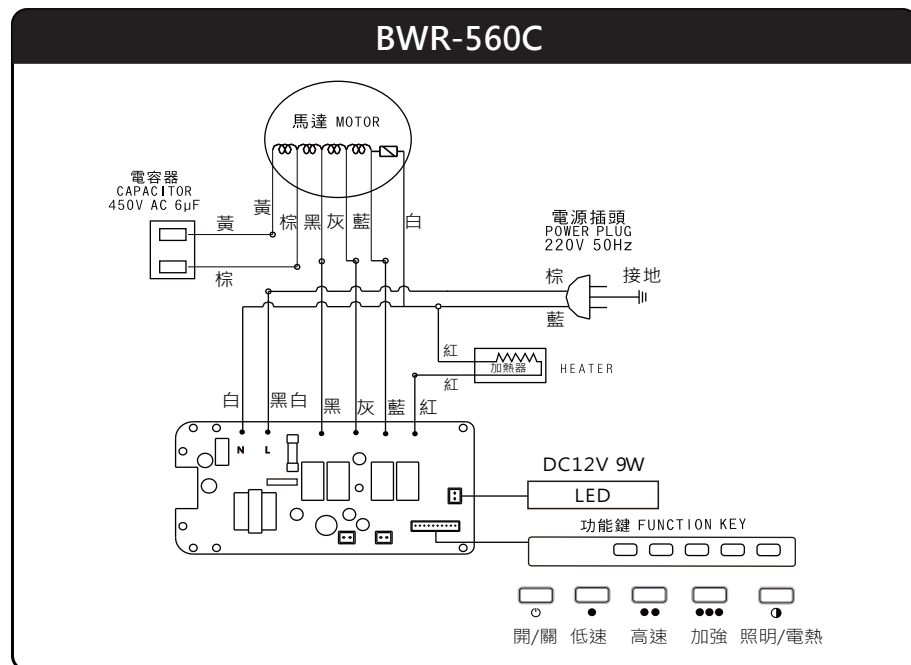 BWR-560C
馬達 MOTOR
電容器
CAPACITOR
450V AC 6μF
黃
黃
棕
黑
灰
藍
白
棕
電源插頭
POWER PLUG
220V 50Hz
棕
接地
藍
紅
加熱器
HEATER
紅
白
黑白
黑
灰
藍
紅
N
L
DC12V 9W
LED
功能鍵 FUNCTION KEY
開/關
低速
高速
加強
照明/電熱